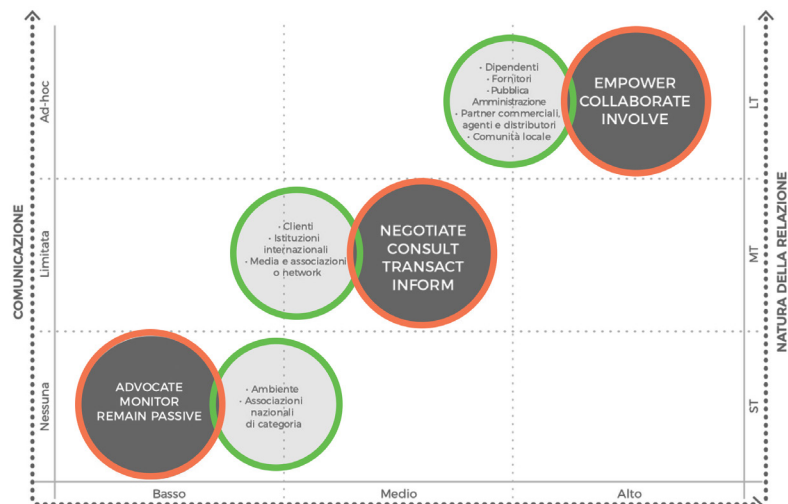 COMUNICAZIONE
Ad-hoc
Limitata
Nessuna
• Dipendenti
• Fornitori
• Pubblica
Amministrazione
• Partner commerciali,
agenti e distributori
• Comunità locale
EMPOWER
COLLABORATE
INVOLVE
• Clienti
• Istituzioni
internazionali
• Media e associazioni
o network
NEGOTIATE
CONSULT
TRANSACT
INFORM
ADVOCATE
MONITOR
REMAIN PASSIVE
• Ambiente
• Associazioni
nazionali
di categoria
LT
MT
ST
NATURA DELLA RELAZIONE
Basso
Medio
Alto